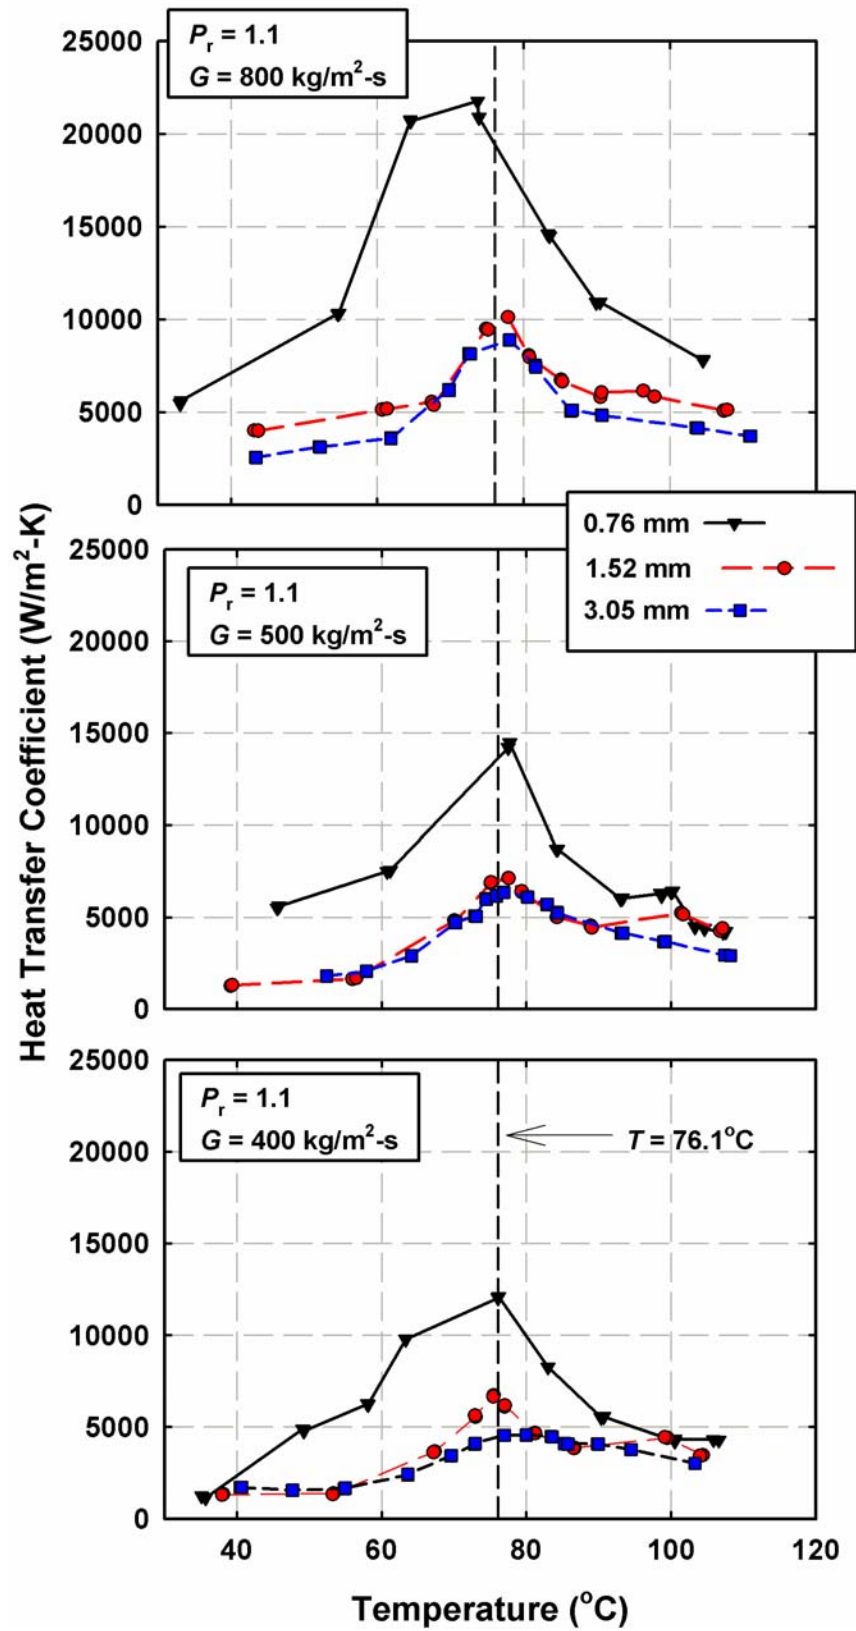 Heat Transfer Coefficient (W/m²-K)
25000
20000
15000
10000
5000
0
Pr = 1.1
G = 800 kg/m²-s
0.76 mm
1.52 mm
3.05 mm
25000
20000
15000
10000
5000
0
Pr = 1.1
G = 500 kg/m²-s
25000
20000
15000
10000
5000
0
Pr = 1.1
G = 400 kg/m²-s
T = 76.1°C
40 60 80 100 120
Temperature (°C)